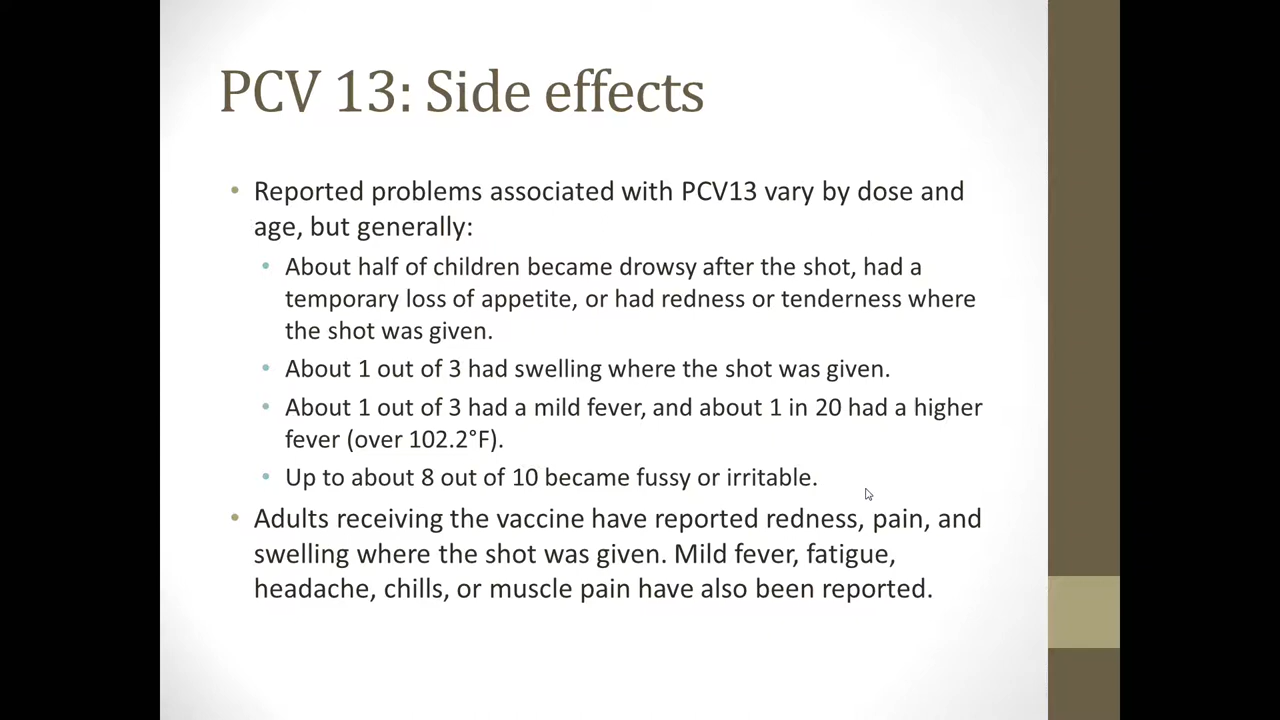 PCV 13: Side effects
• Reported problems associated with PCV13 vary by dose and
age, but generally:
• About half of children became drowsy after the shot, had a
temporary loss of appetite, or had redness or tenderness where
the shot was given.
• About 1 out of 3 had swelling where the shot was given.
• About 1 out of 3 had a mild fever, and about 1 in 20 had a higher
fever (over 102.2°F).
• Up to about 8 out of 10 became fussy or irritable.
• Adults receiving the vaccine have reported redness, pain, and
swelling where the shot was given. Mild fever, fatigue,
headache, chills, or muscle pain have also been reported.